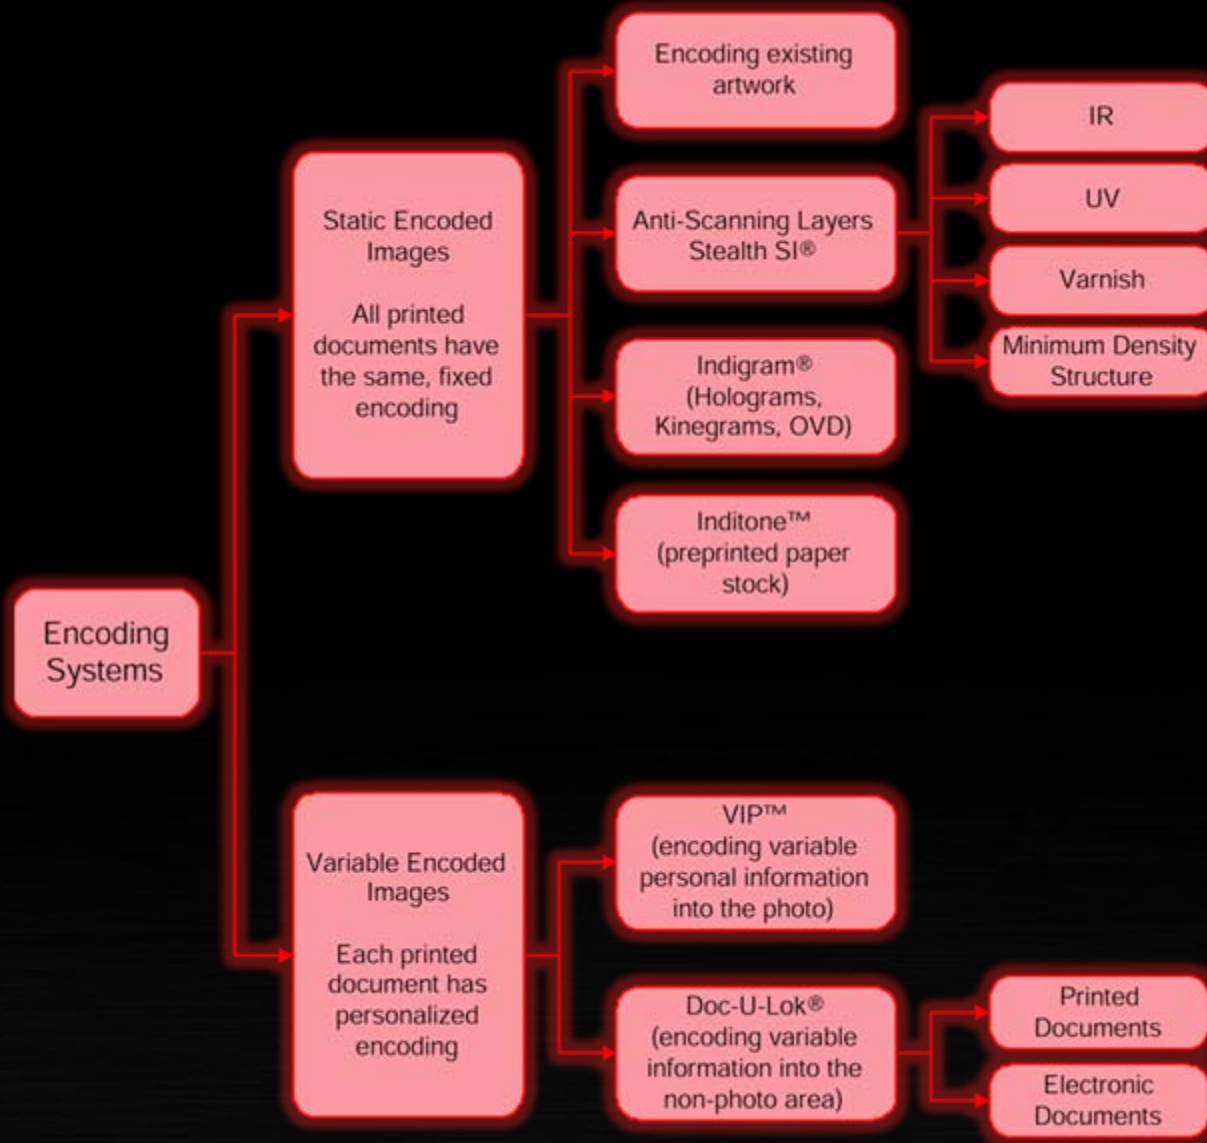 Encoding existing
artwork
IR
UV
Varnish
Minimum Density
Structure
Static Encoded
Images
All printed
documents have
the same, fixed
encoding
Anti-Scanning Layers
Stealth SI®
Indigram®
(Holograms,
Kinegrams, OVD)
Inditone™
(preprinted paper
stock)
Encoding
Systems
Variable Encoded
Images
Each printed
document has
personalized
encoding
VIP™
(encoding variable
personal information
into the photo)
Doc-U-Lok®
(encoding variable
information into the
non-photo area)
Printed
Documents
Electronic
Documents